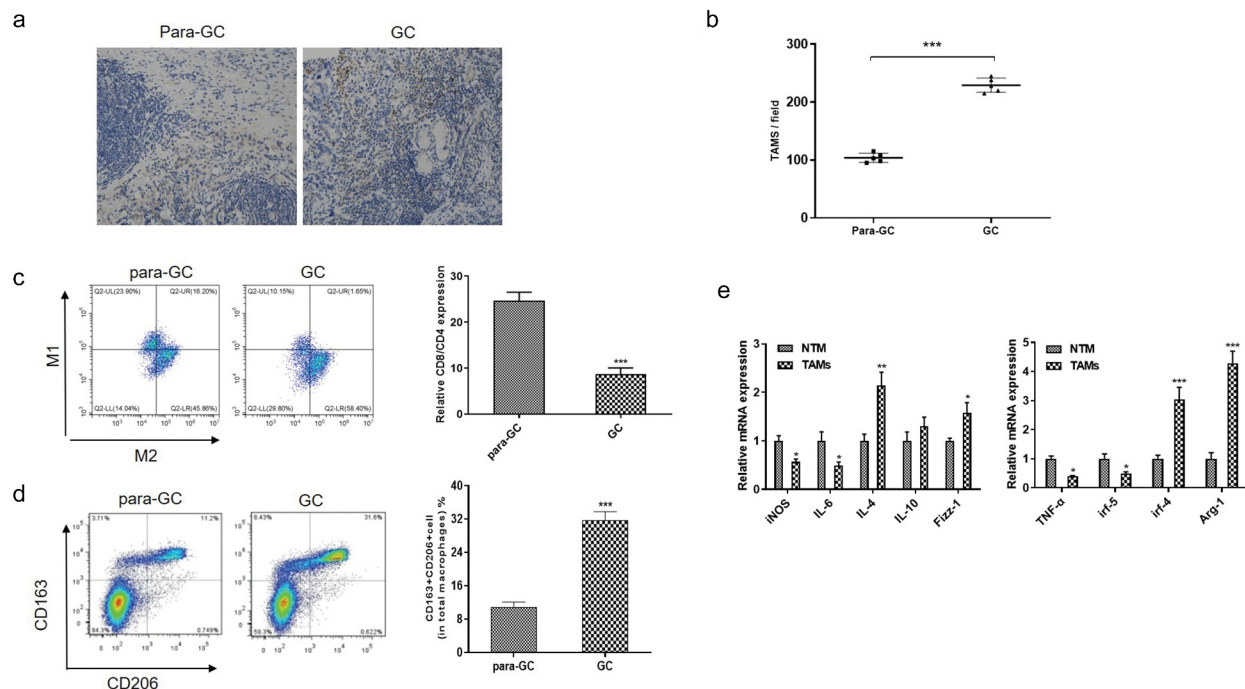 a
Para-GC GC
b
***
300
200
100
0
TAMS / field
Para-GC GC
c
para-GC GC
Q2-UL(23.90%) Q2-UR(16.20%)
Q2-LL(14.04%) Q2-LR(45.86%)
Q2-UL(10.15%) Q2-UR(1.65%)
Q2-LL(29.80%) Q2-LR(58.40%)
M1
M2
Relative CD8/CD4 expression
30
20
10
0
***
para-GC GC
d
para-GC GC
3.71% 11.2%
84.3% 0.749%
8.43% 31.6%
59.3% 0.622%
CD163
CD206
CD163+CD206+cell
(in total macrophages) %
40
32
24
16
8
0
***
para-GC GC
e
Relative mRNA expression
3
2
1
0
NTM
TAMs
* * ** *
iNOS IL-6 IL-4 IL-10 Fizz-1
Relative mRNA expression
5
4
3
2
1
0
NTM
TAMs
* * *** ***
TNF-α irf-5 irf-4 Arg-1